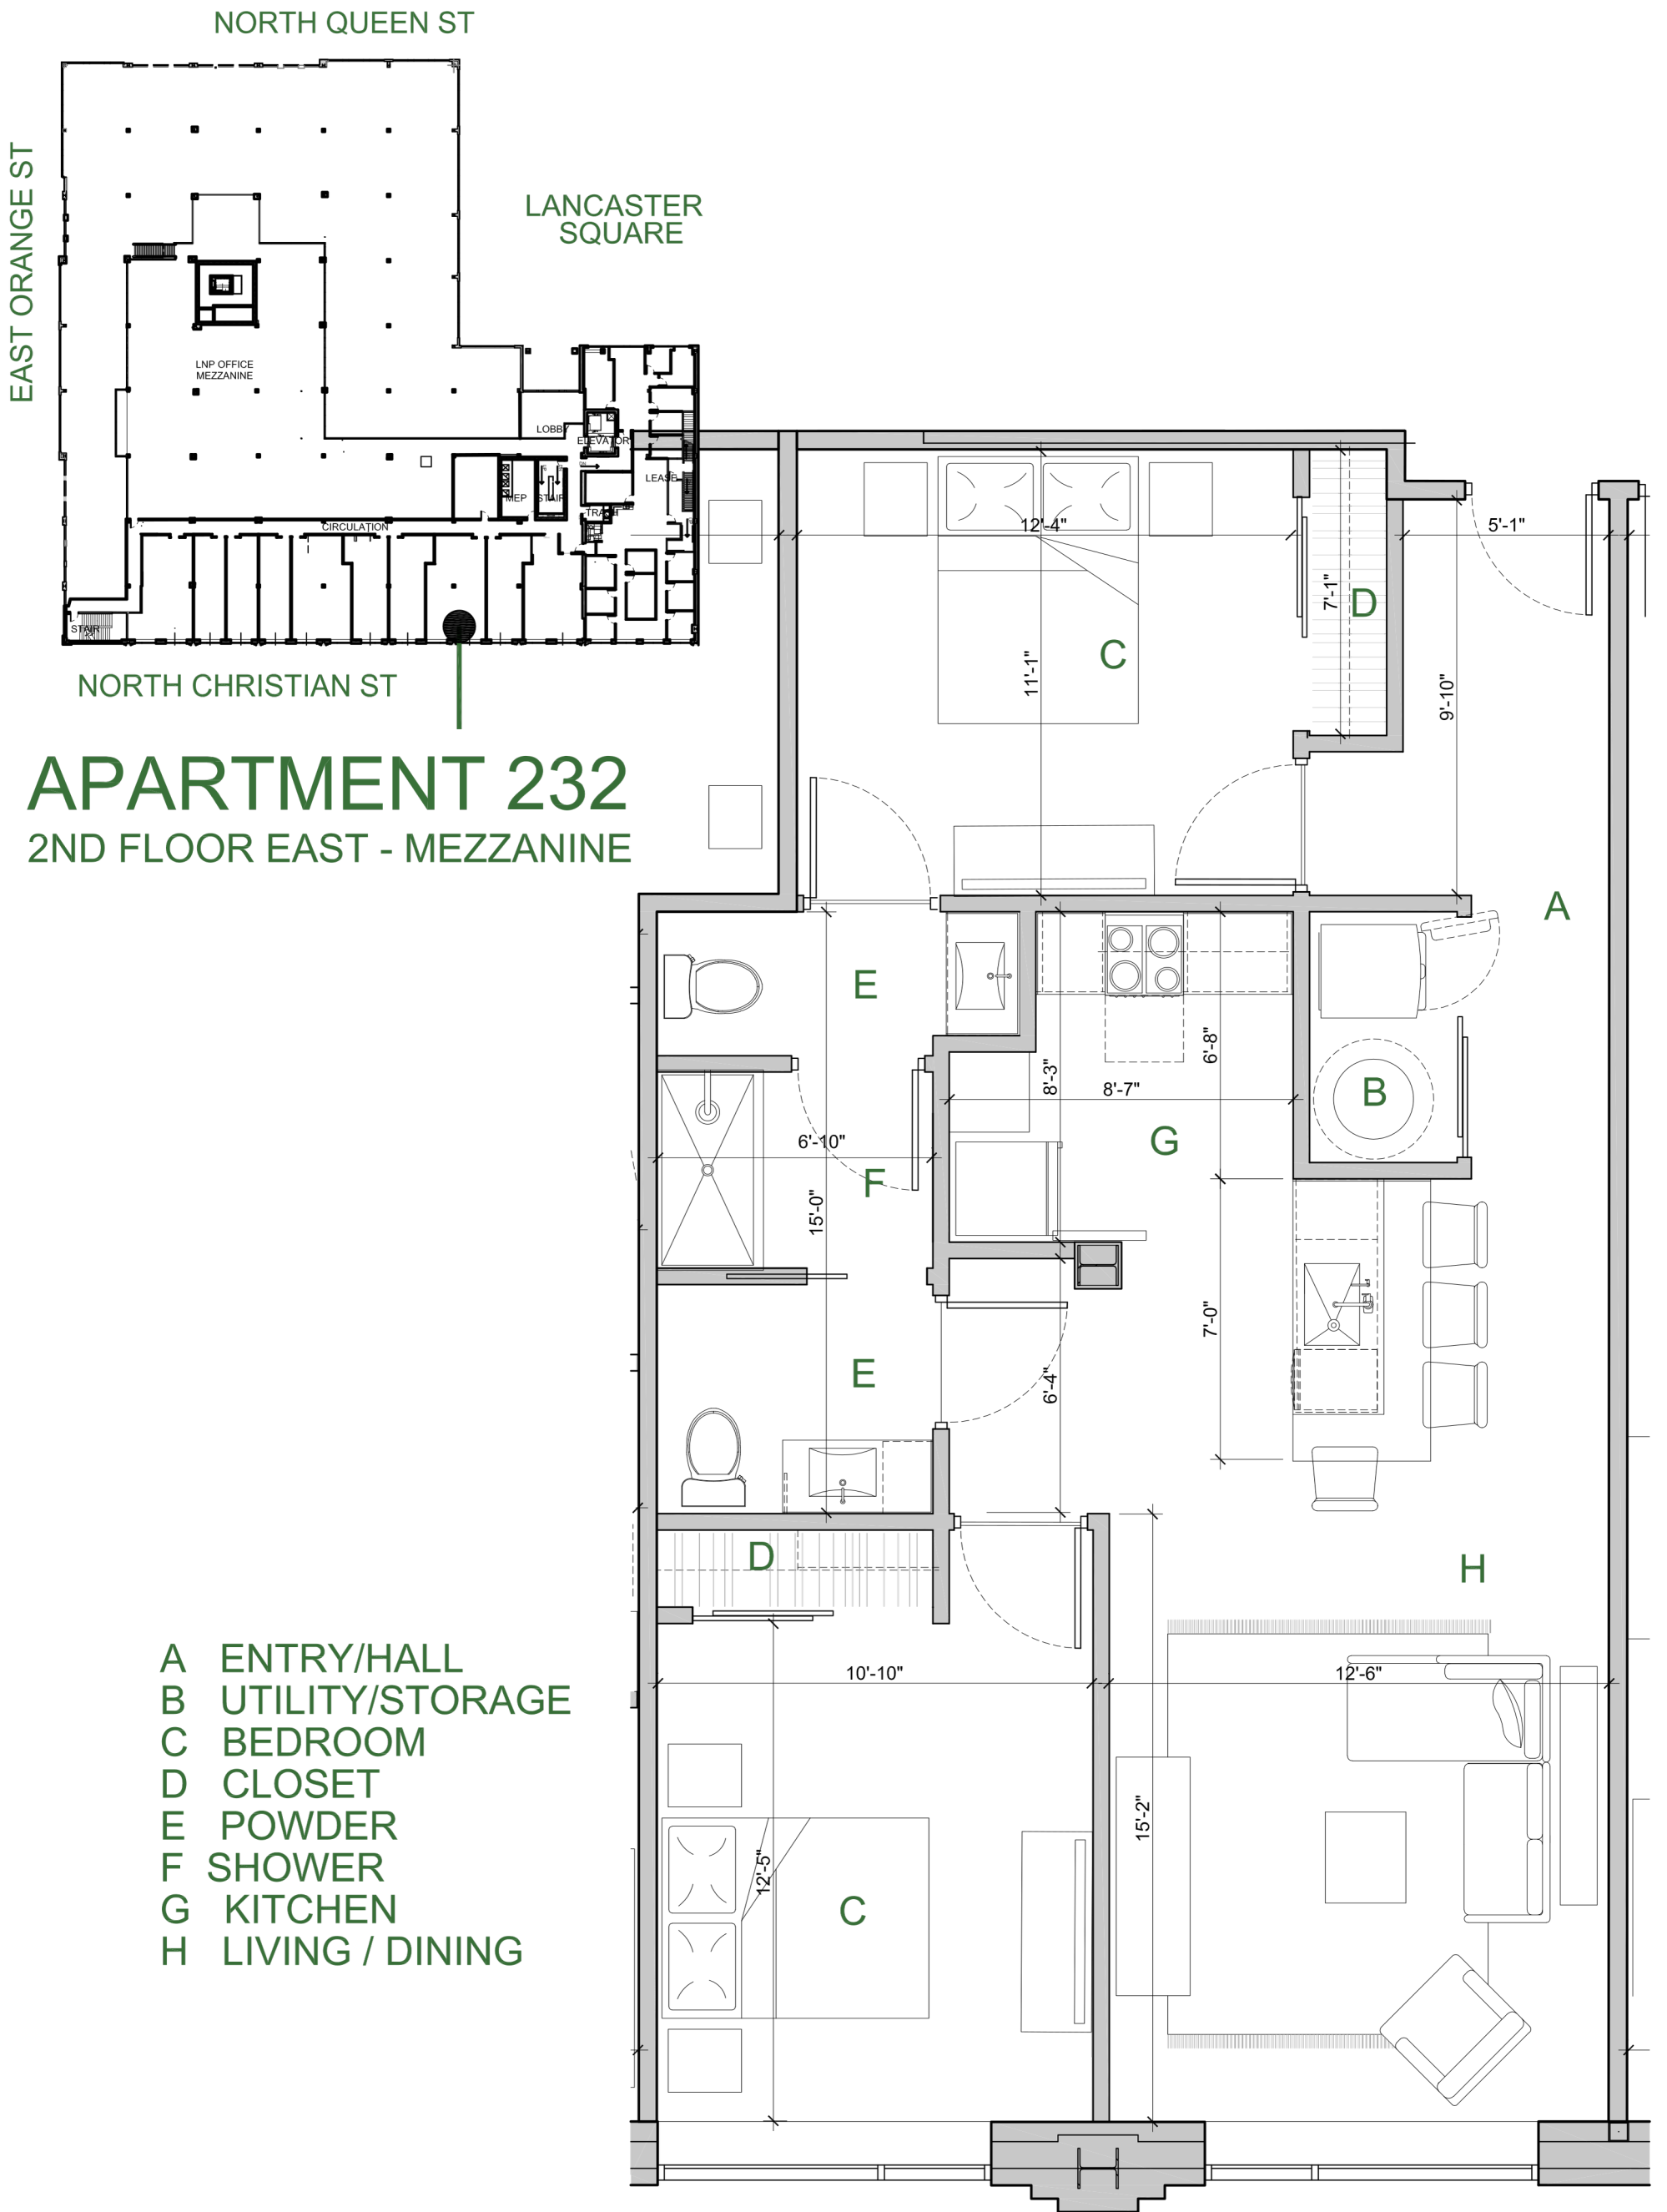 NORTH QUEEN ST
EAST ORANGE ST
LANCASTER
SQUARE
LNP OFFICE
MEZZANINE
LOBBY
ELEVATOR
LEASE
MEP
STAIR
TRASH
CIRCULATION
STAIR
NORTH CHRISTIAN ST
APARTMENT 232
2ND FLOOR EAST - MEZZANINE
12'-4"
5'-1"
7'-1"
D
C
11'-1"
9'-10"
A
E
6'-8"
8'-3"
8'-7"
B
G
6'-10"
F
15'-0"
7'-0"
E
6'-4"
D
H
10'-10"
12'-6"
15'-2"
12'-5"
C
A ENTRY/HALL
B UTILITY/STORAGE
C BEDROOM
D CLOSET
E POWDER
F SHOWER
G KITCHEN
H LIVING / DINING